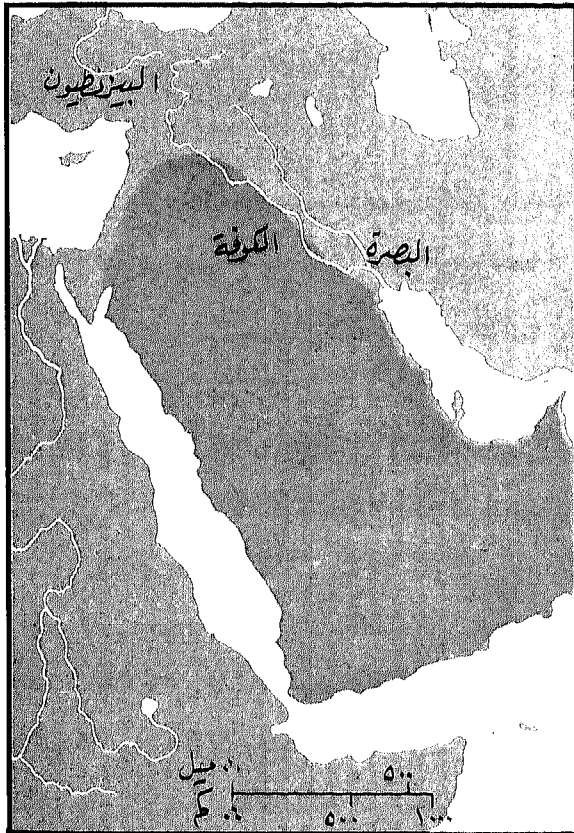 البيزنطيون
الكوفة
البصرة
ميل ٥٠٠
كم ٥٠٠ ١٠٠٠